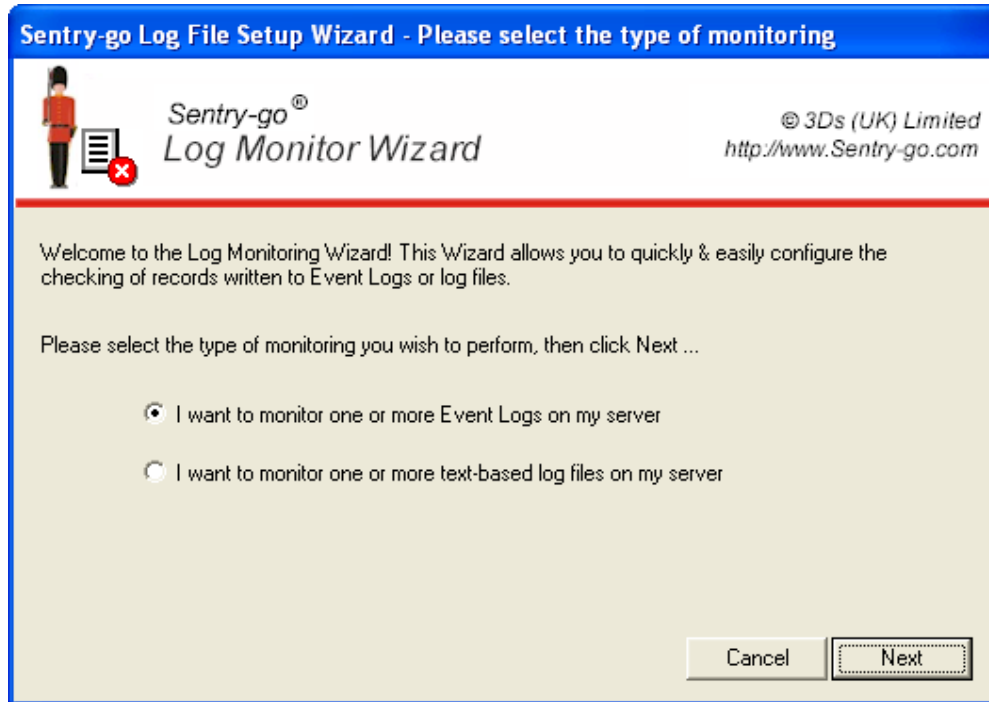 Sentry-go Log File Setup Wizard - Please select the type of monitoring
Sentry-go®
Log Monitor Wizard
© 3Ds (UK) Limited
http://www.Sentry-go.com
Welcome to the Log Monitoring Wizard! This Wizard allows you to quickly & easily configure the
checking of records written to Event Logs or log files.
Please select the type of monitoring you wish to perform, then click Next ...
I want to monitor one or more Event Logs on my server
I want to monitor one or more text-based log files on my server
Cancel
Next